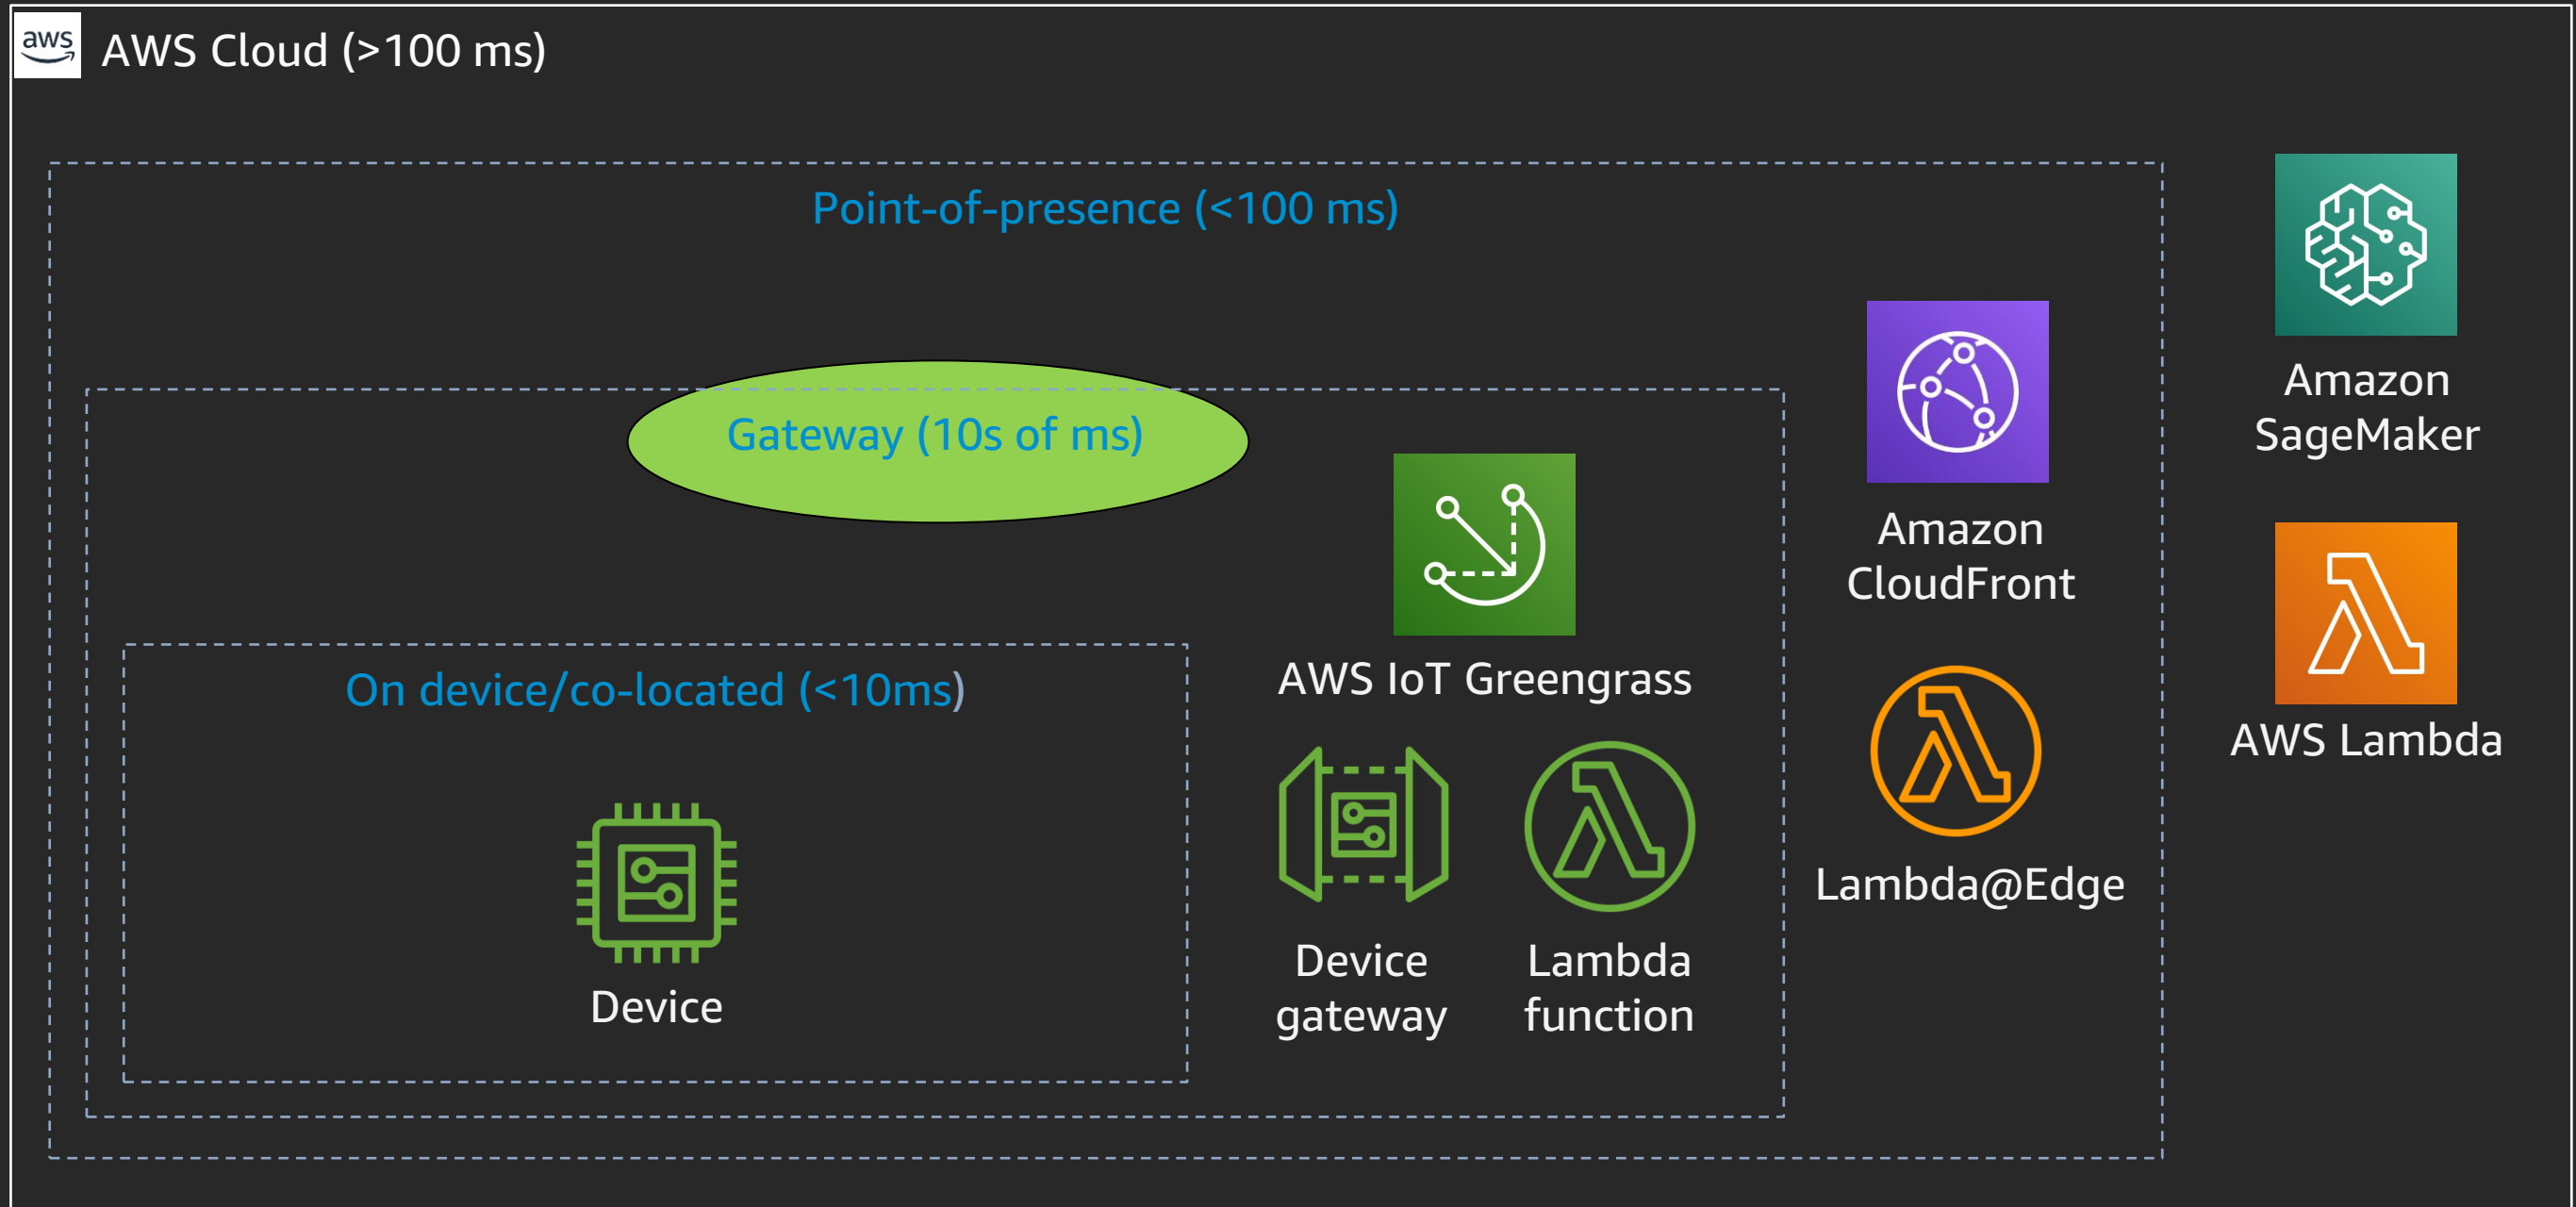 aws
AWS Cloud (>100 ms)
Point-of-presence (<100 ms)
Gateway (10s of ms)
On device/co-located (<10ms)
Device
AWS IoT Greengrass
Device
gateway
Lambda
function
Amazon
CloudFront
Lambda@Edge
Amazon
SageMaker
AWS Lambda